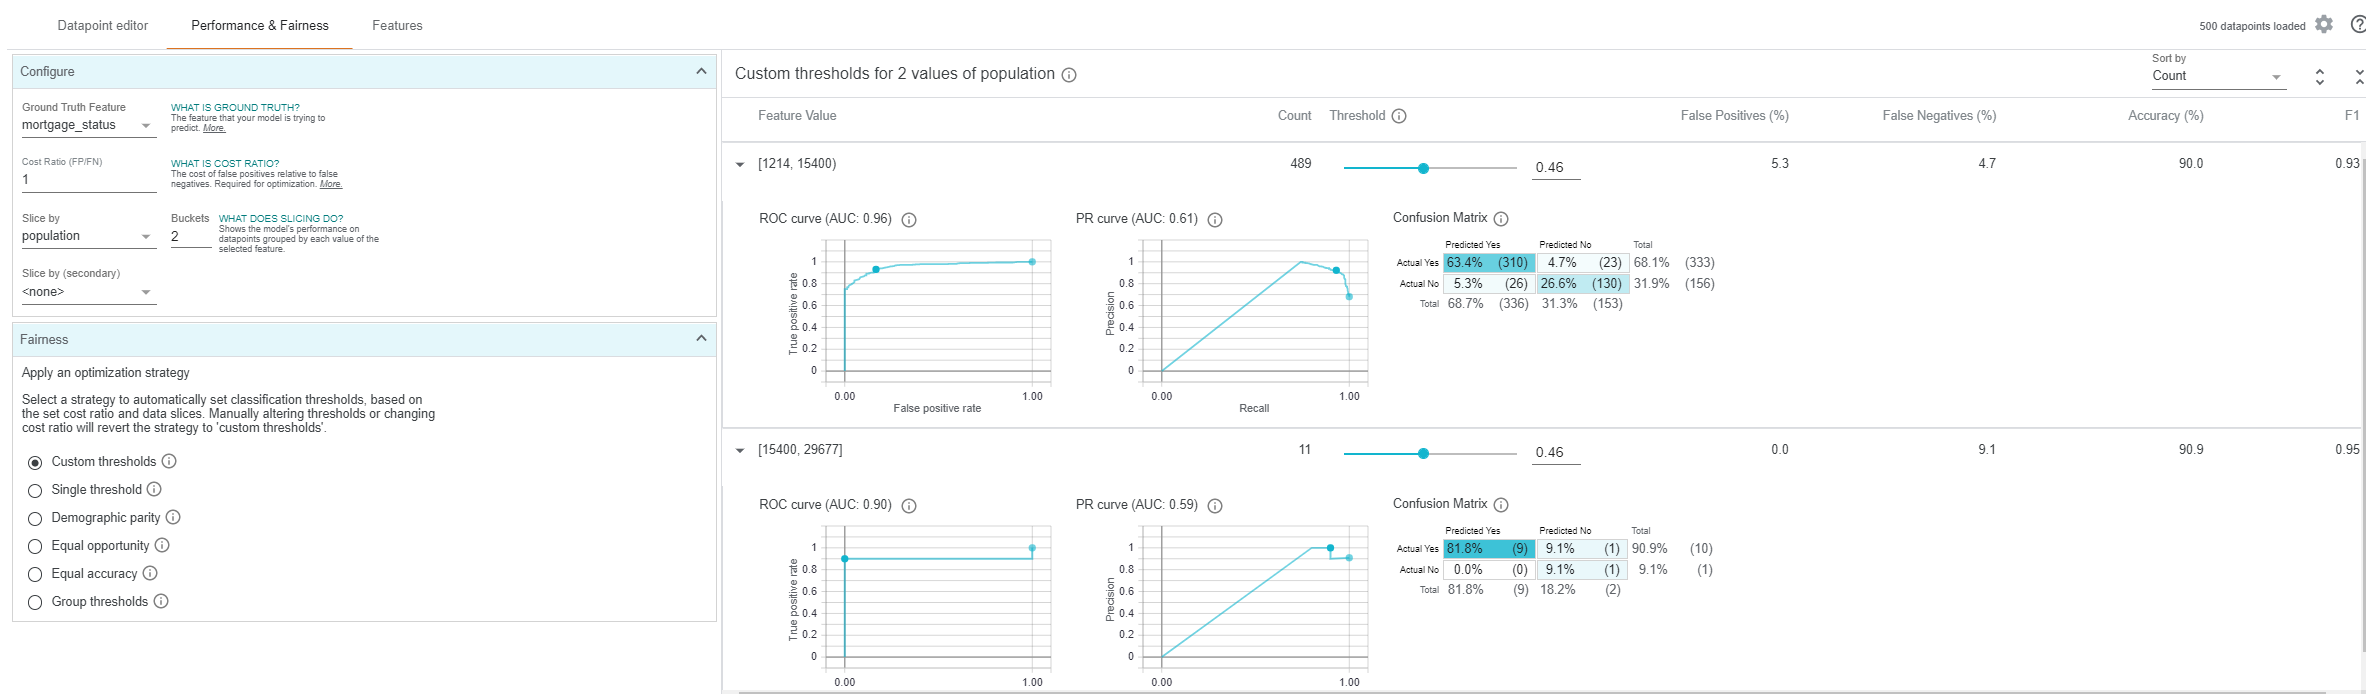 Datapoint editor Performance & Fairness Features
500 datapoints loaded
Configure
Ground Truth Feature
mortgage_status
WHAT IS GROUND TRUTH?
The feature that your model is trying to
predict. More.
Cost Ratio (FP/FN)
1
WHAT IS COST RATIO?
The cost of false positives relative to false
negatives. Required for optimization. More.
Slice by
population
Buckets
2
WHAT DOES SLICING DO?
Shows the model's performance on
datapoints grouped by each value of the
selected feature.
Slice by (secondary)
<none>
Fairness
Apply an optimization strategy
Select a strategy to automatically set classification thresholds, based on
the set cost ratio and data slices. Manually altering thresholds or changing
cost ratio will revert the strategy to 'custom thresholds'.
Custom thresholds
Single threshold
Demographic parity
Equal opportunity
Equal accuracy
Group thresholds
Custom thresholds for 2 values of population
Sort by
Count
Feature Value Count Threshold False Positives (%) False Negatives (%) Accuracy (%) F1
[1214, 15400) 489 0.46 5.3 4.7 90.0 0.93
ROC curve (AUC: 0.96)
True positive rate
1
0.8
0.6
0.4
0.2
0
0.00 1.00
False positive rate
PR curve (AUC: 0.61)
Precision
1
0.8
0.6
0.4
0.2
0
0.00 1.00
Recall
Confusion Matrix
Predicted Yes Predicted No Total
Actual Yes 63.4% (310) 4.7% (23) 68.1% (333)
Actual No 5.3% (26) 26.6% (130) 31.9% (156)
Total 68.7% (336) 31.3% (153)
[15400, 29677] 11 0.46 0.0 9.1 90.9 0.95
ROC curve (AUC: 0.90)
True positive rate
1
0.8
0.6
0.4
0.2
0
0.00 1.00
PR curve (AUC: 0.59)
Precision
1
0.8
0.6
0.4
0.2
0
0.00 1.00
Confusion Matrix
Predicted Yes Predicted No Total
Actual Yes 81.8% (9) 9.1% (1) 90.9% (10)
Actual No 0.0% (0) 9.1% (1) 9.1% (1)
Total 81.8% (9) 18.2% (2)